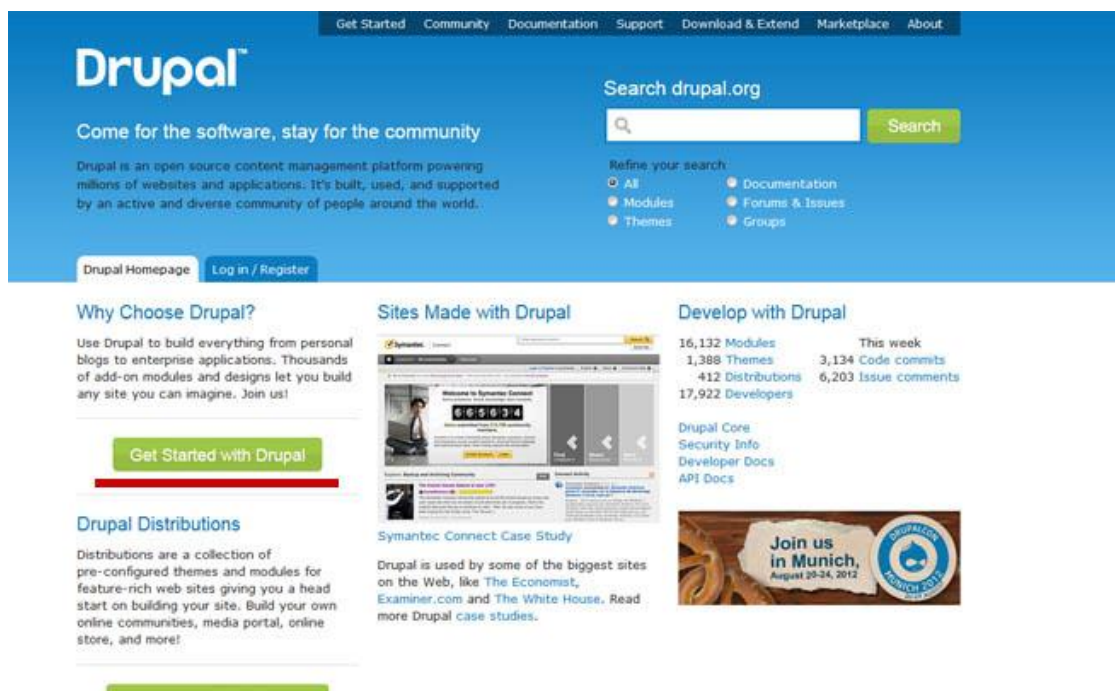 Get Started Community Documentation Support Download & Extend Marketplace About
Drupal™
Come for the software, stay for the community
Drupal is an open source content management platform powering
millions of websites and applications. It's built, used, and supported
by an active and diverse community of people around the world.
Search drupal.org
Search
Refine your search
All
Modules
Themes
Documentation
Forums & Issues
Groups
Drupal Homepage
Log in / Register
Why Choose Drupal?
Use Drupal to build everything from personal
blogs to enterprise applications. Thousands
of add-on modules and designs let you build
any site you can imagine. Join us!
Get Started with Drupal
Drupal Distributions
Distributions are a collection of
pre-configured themes and modules for
feature-rich web sites giving you a head
start on building your site. Build your own
online communities, media portal, online
store, and more!
Sites Made with Drupal
Symantec. Connect
Welcome to Symantec Connect
665634
Symantec Connect Case Study
Drupal is used by some of the biggest sites
on the Web, like The Economist,
Examiner.com and The White House. Read
more Drupal case studies.
Develop with Drupal
16,132 Modules
1,388 Themes
412 Distributions
17,922 Developers
This week
3,134 Code commits
6,203 Issue comments
Drupal Core
Security Info
Developer Docs
API Docs
Join us
in Munich,
August 20-24, 2012
DRUPALCON
MUNICH 2012